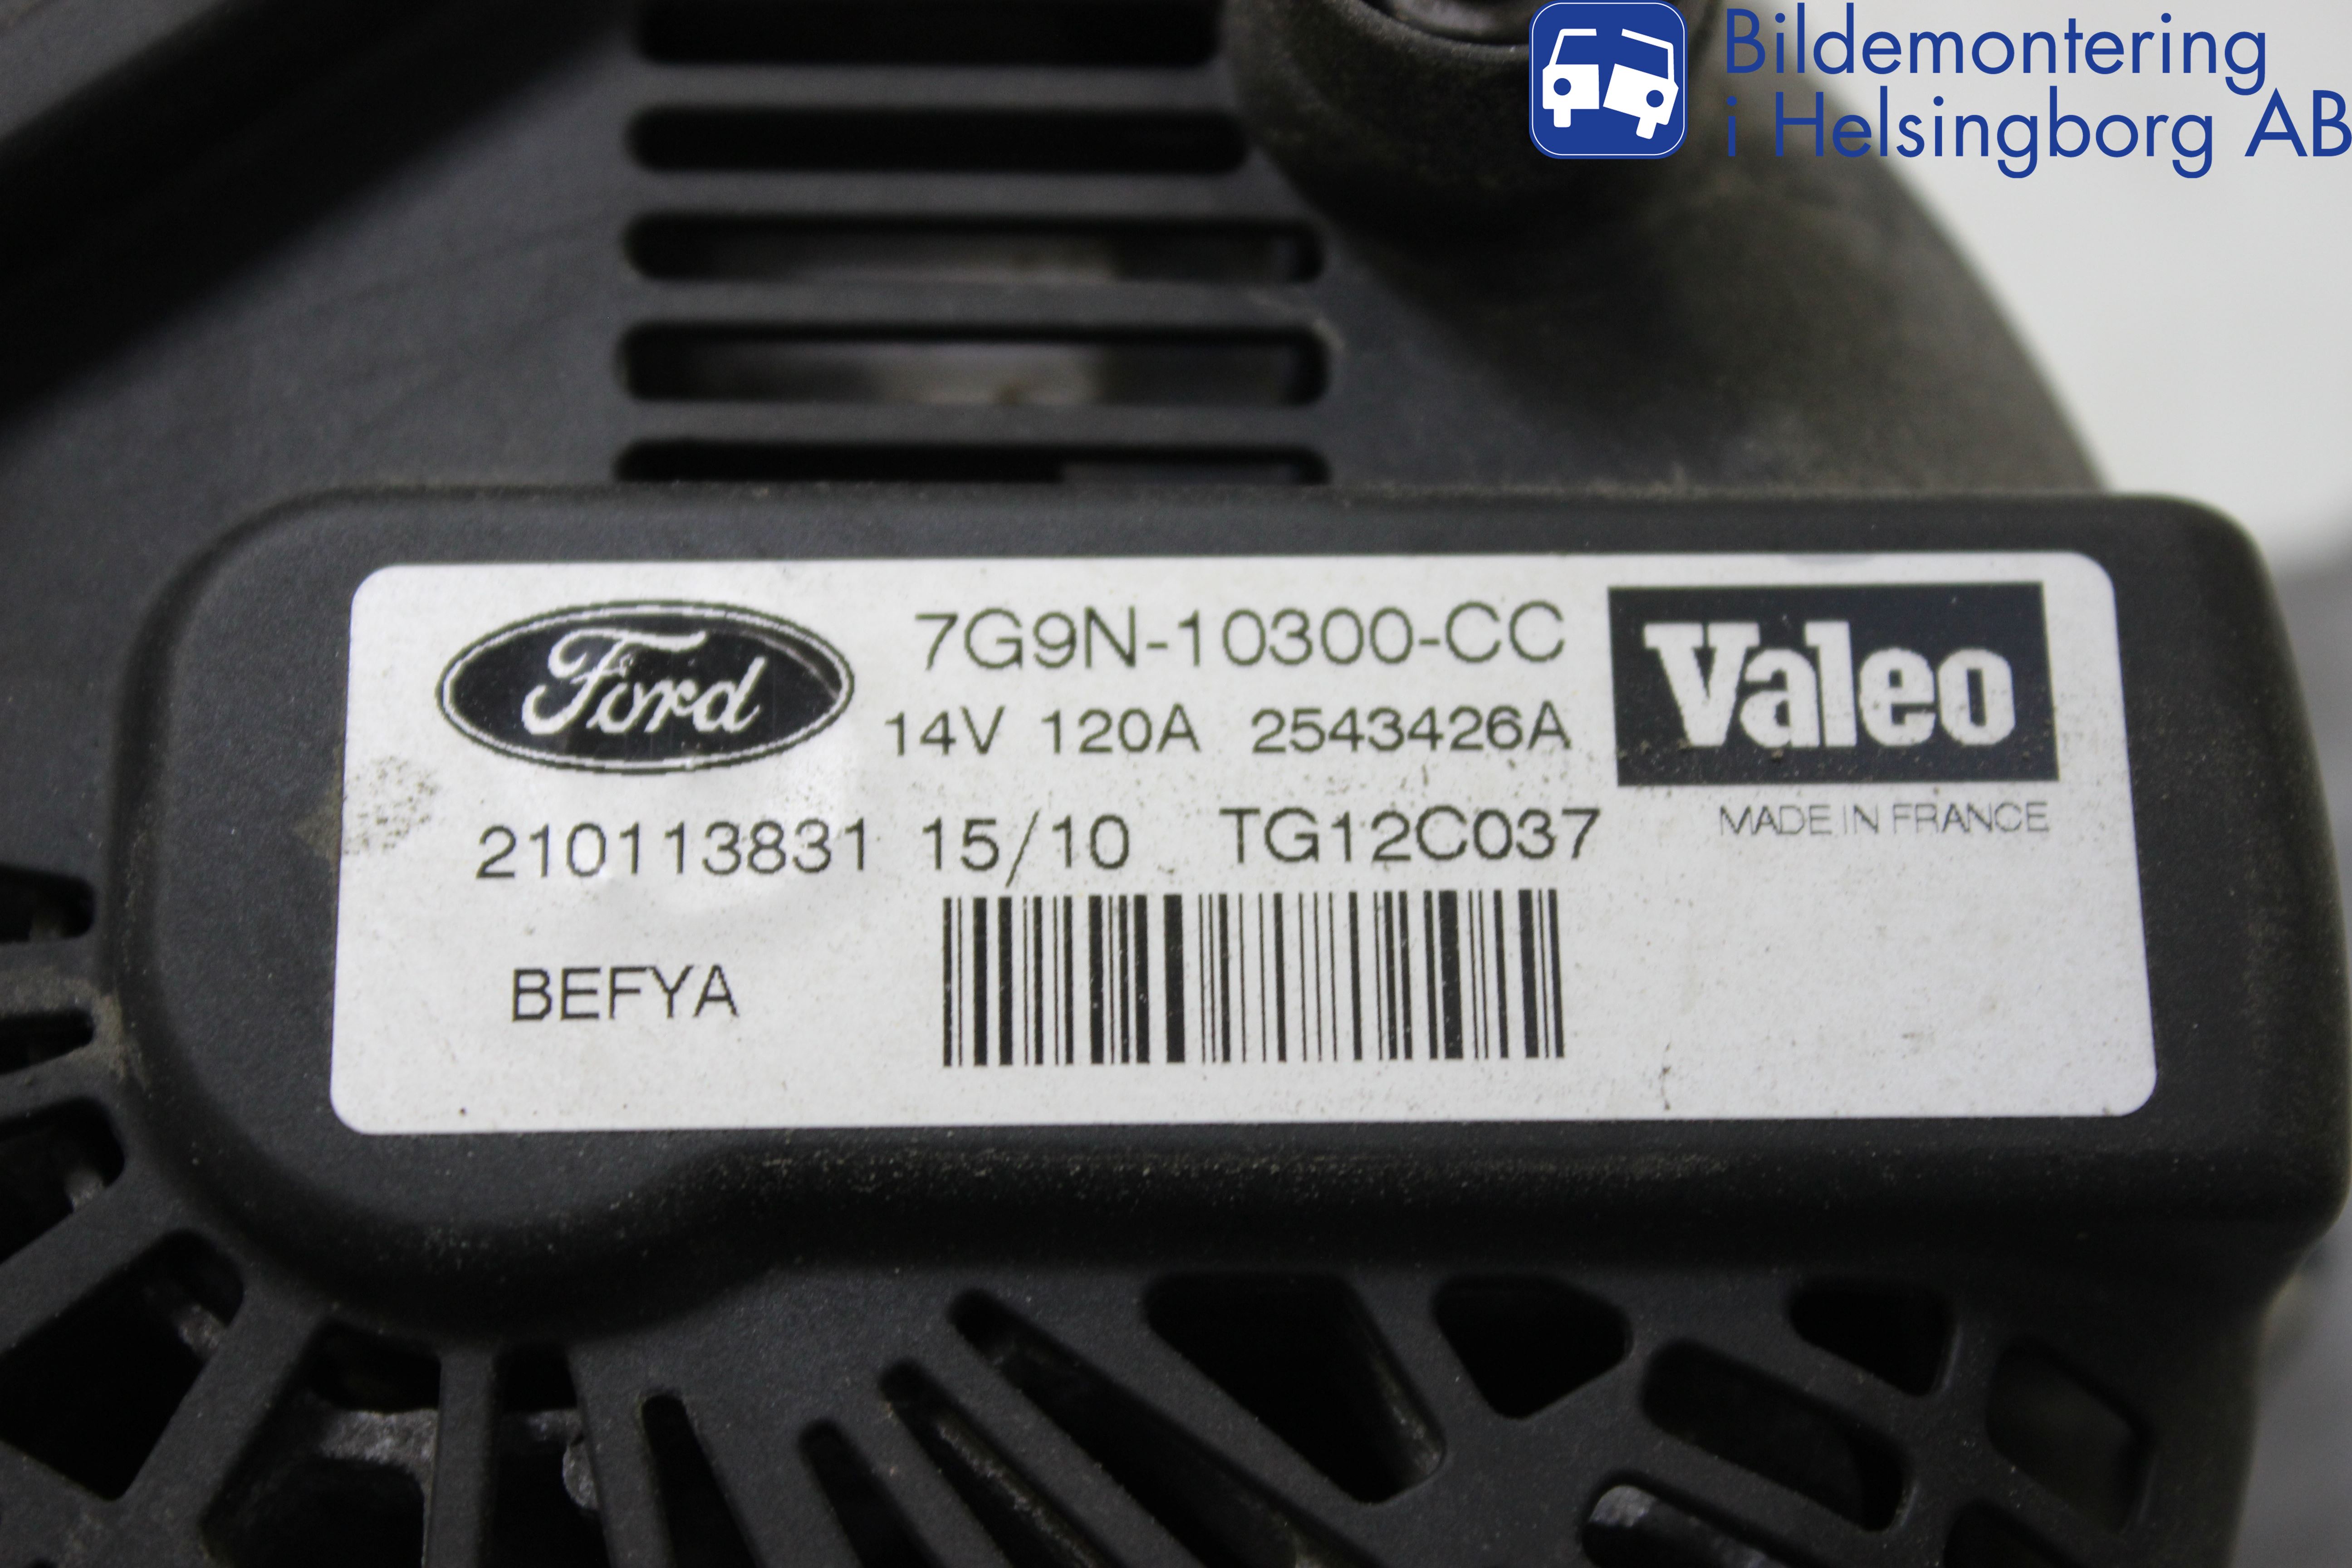 Bildemontering
i Helsingborg AB
Ford
7G9N-10300-CC
Valeo
14V 120A 2543426A
MADE IN FRANCE
210113831 15/10 TG12C037
BEFYA